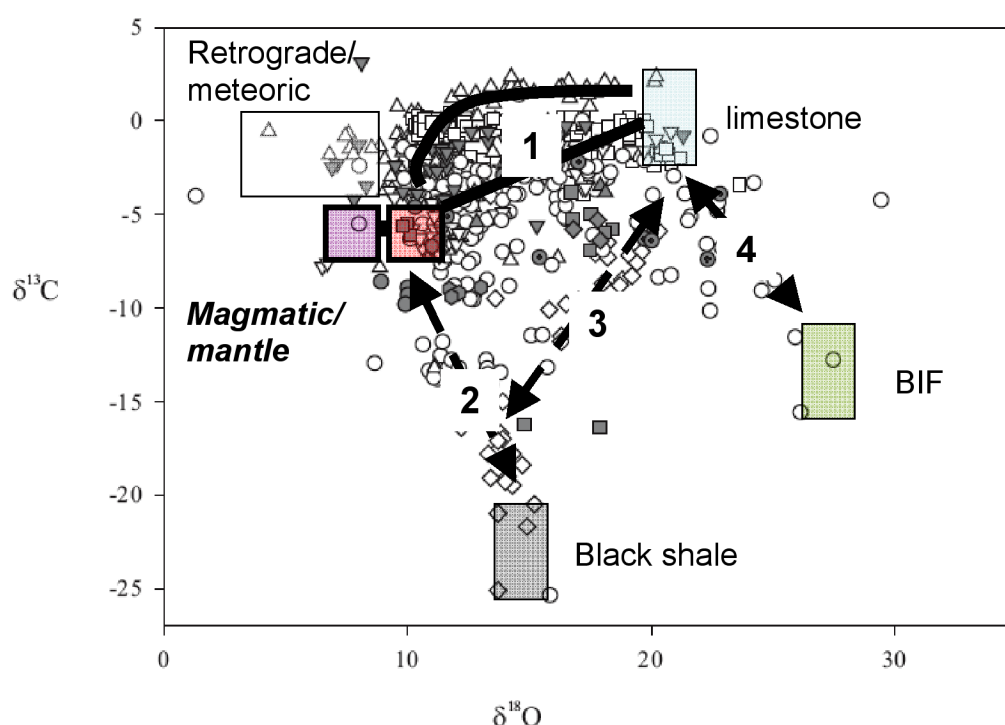 5
Retrograde/
meteoric
0
1
limestone
-5
4
δ13C
-10
Magmatic/
mantle
3
BIF
2
-15
-20
Black shale
-25
0
10
20
30
δ18O